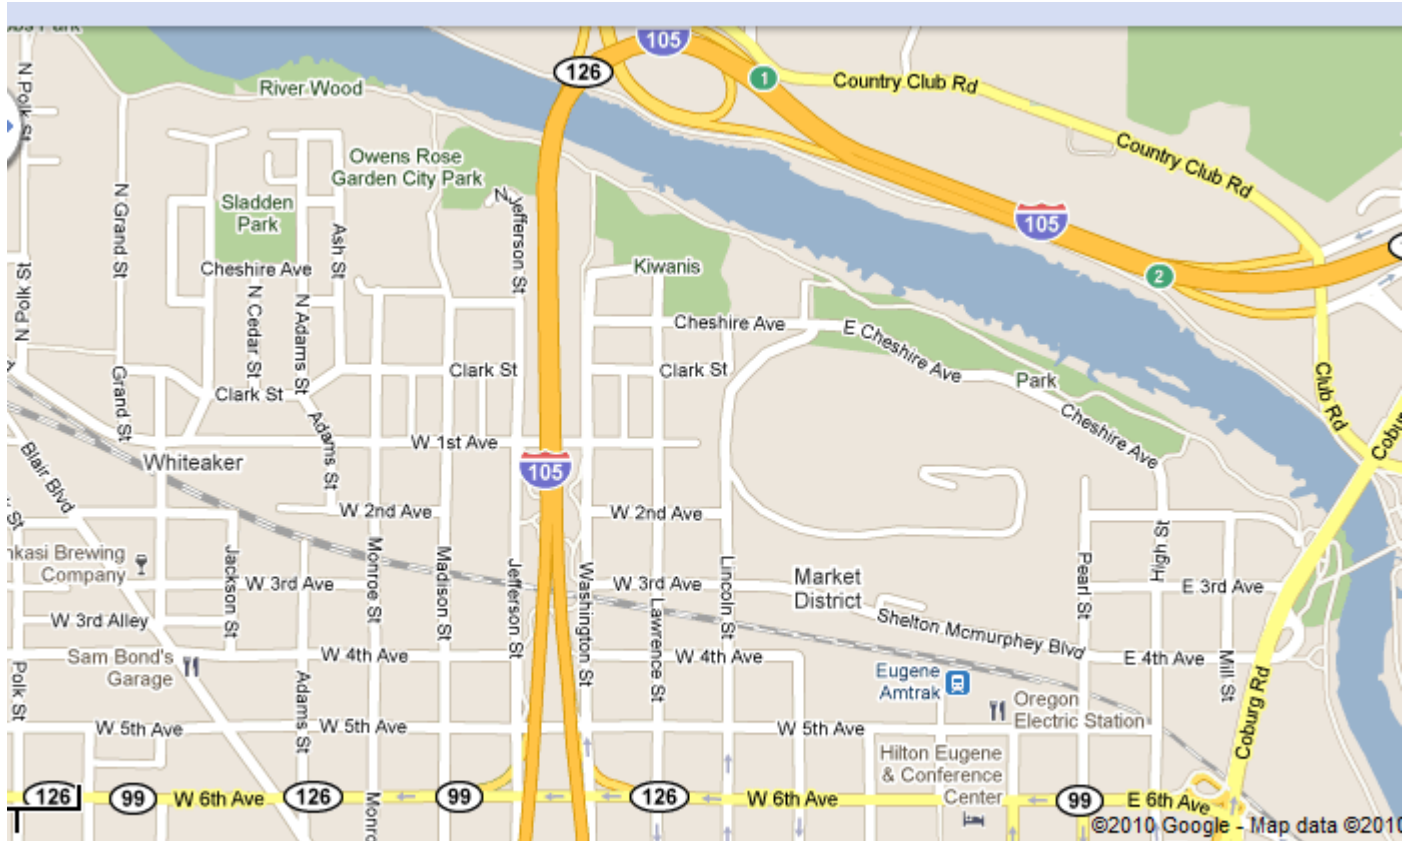 Park
105
126
1
Country Club Rd
River Wood
N Polk St
Country Club Rd
Owens Rose
Garden City Park
N Grand St
Sladden
Park
N
Jefferson St
Ash St
105
Cheshire Ave
Kiwanis
2
N Polk St
N Cedar St
N Adams St
Cheshire Ave
E Cheshire Ave
Clark St
Clark St
Park
Grand St
Clark St
Club Rd
Cheshire Ave
Adams St
W 1st Ave
Whiteaker
105
Blair Blvd
W 2nd Ave
W 2nd Ave
High St
Brewing
Company
Jackson St
W 3rd Ave
Monroe St
Madison St
Jefferson St
Washington St
W 3rd Ave
Lincoln St
Market
District
Pearl St
E 3rd Ave
W 3rd Alley
Lawrence St
Shelton Mcmurphey Blvd
Sam Bond's
Garage
W 4th Ave
W 4th Ave
E 4th Ave
Mill St
Polk St
Adams St
Eugene
Amtrak
Oregon
Electric Station
Coburg Rd
W 5th Ave
W 5th Ave
W 5th Ave
Hilton Eugene
& Conference
Center
126
99
W 6th Ave
126
99
126
W 6th Ave
99
E 6th Ave
©2010 Google - Map data ©2010